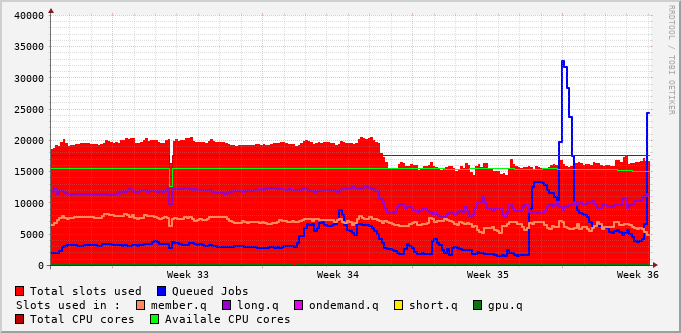 40000
35000
30000
25000
20000
15000
10000
5000
0
Week 33 Week 34 Week 35 Week 36
RRDTOOL / TOBI OETIKER
Total slots used Queued Jobs
Slots used in : member.q long.q ondemand.q short.q gpu.q
Total CPU cores Availale CPU cores